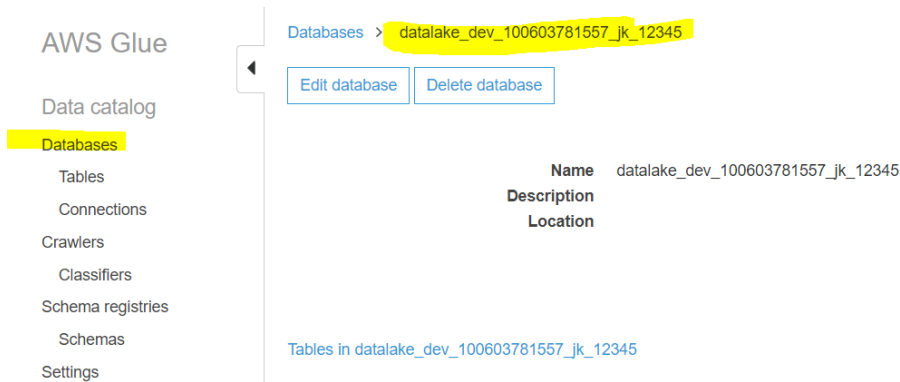 AWS Glue
Data catalog
Databases
Tables
Connections
Crawlers
Classifiers
Schema registries
Schemas
Settings
Databases > datalake_dev_100603781557_jk_12345
Edit database Delete database
Name datalake_dev_100603781557_jk_12345
Description
Location
Tables in datalake_dev_100603781557_jk_12345